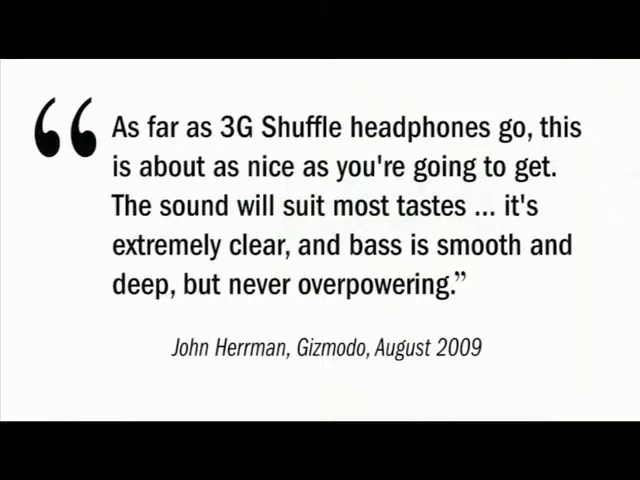 “As far as 3G Shuffle headphones go, this
is about as nice as you're going to get.
The sound will suit most tastes ... it's
extremely clear, and bass is smooth and
deep, but never overpowering.”
John Herrman, Gizmodo, August 2009